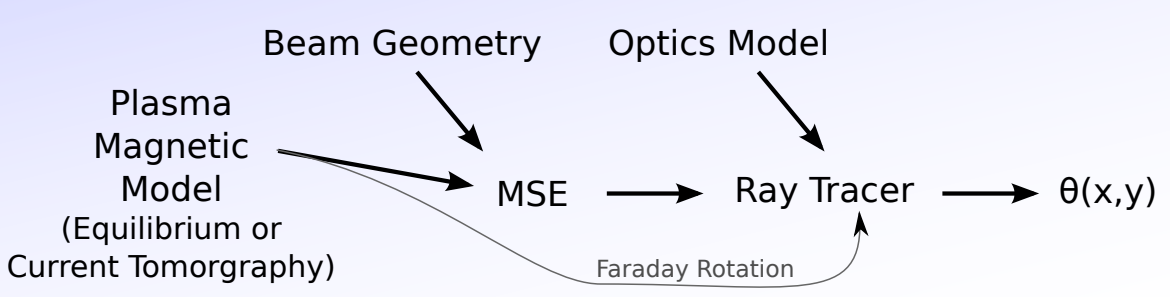 Beam Geometry
Optics Model
Plasma
Magnetic
Model
(Equilibrium or
Current Tomorgraphy)
MSE
Ray Tracer
θ(x,y)
Faraday Rotation